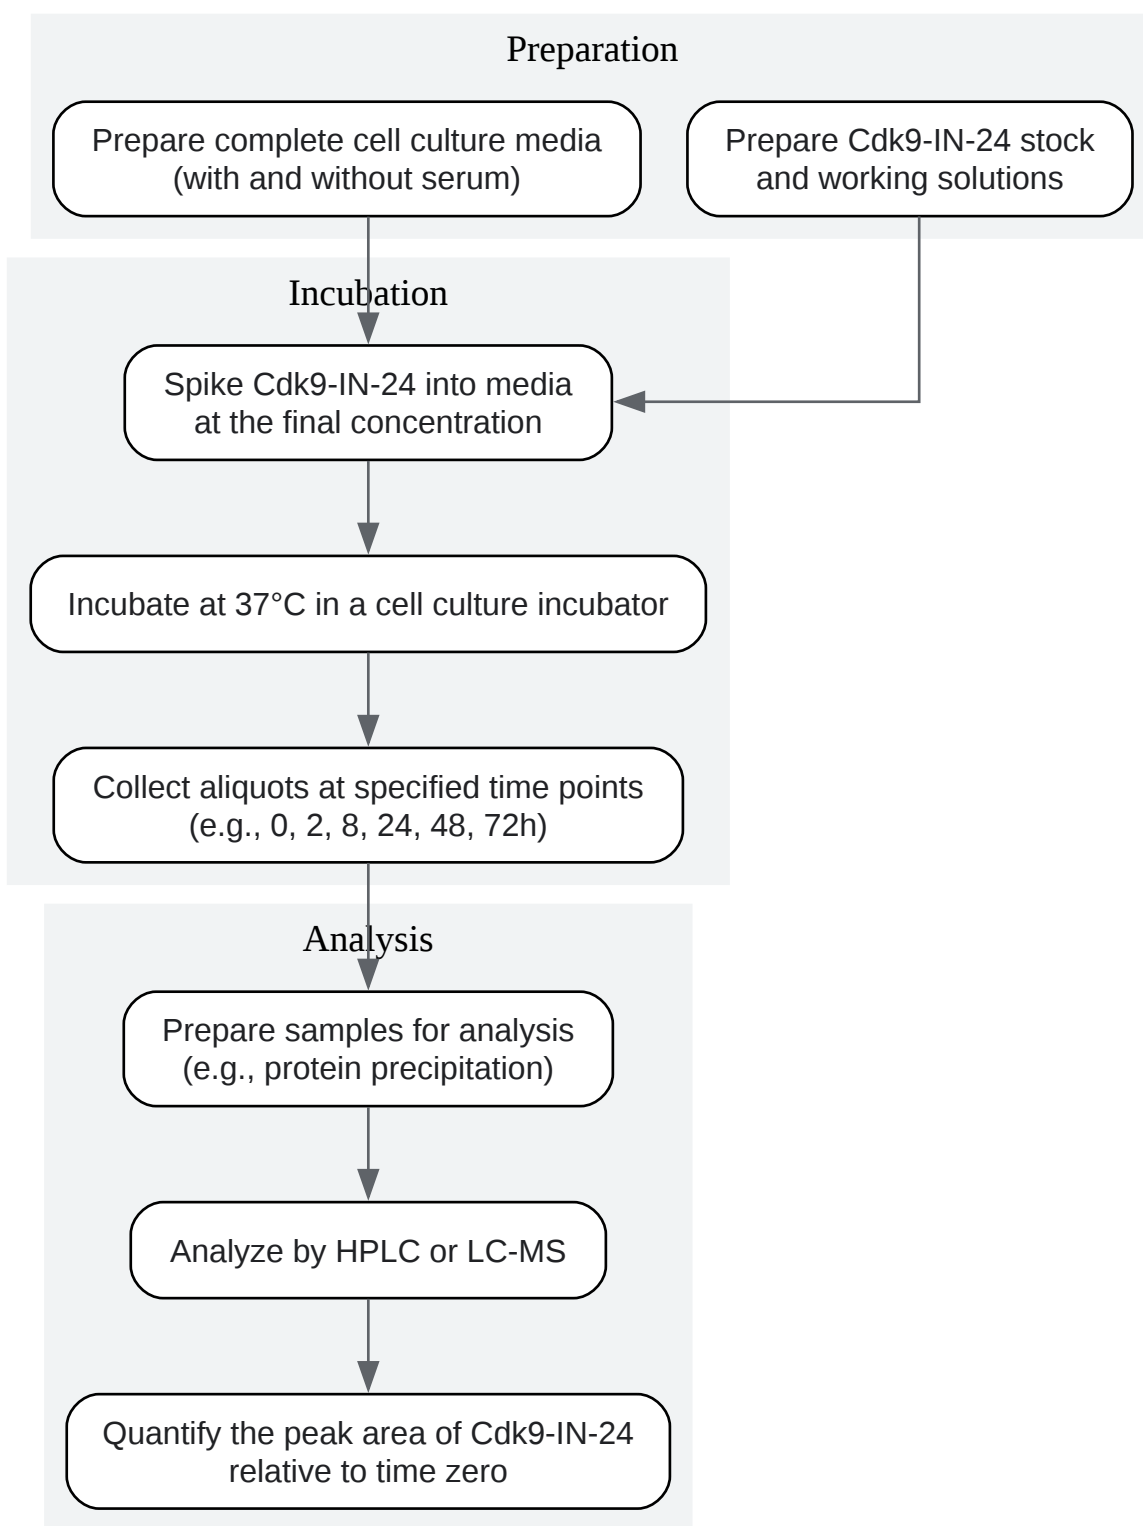 Preparation
Prepare complete cell culture media
(with and without serum)
Prepare Cdk9-IN-24 stock
and working solutions
Incubation
Spike Cdk9-IN-24 into media
at the final concentration
Incubate at 37°C in a cell culture incubator
Collect aliquots at specified time points
(e.g., 0, 2, 8, 24, 48, 72h)
Analysis
Prepare samples for analysis
(e.g., protein precipitation)
Analyze by HPLC or LC-MS
Quantify the peak area of Cdk9-IN-24
relative to time zero